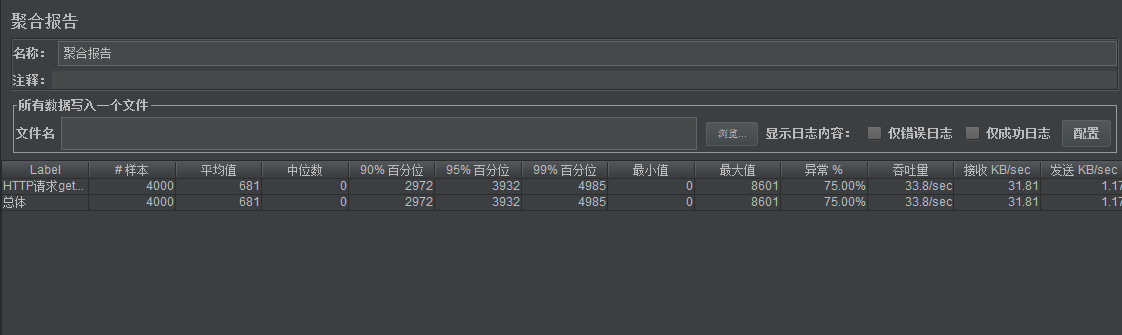 聚合报告
名称： 聚合报告
注释：
所有数据写入一个文件
文件名 浏览... 显示日志内容： 仅错误日志 仅成功日志 配置
Label # 样本 平均值 中位数 90% 百分位 95% 百分位 99% 百分位 最小值 最大值 异常 % 吞吐量 接收 KB/sec 发送 KB/sec
HTTP请求get... 4000 681 0 2972 3932 4985 0 8601 75.00% 33.8/sec 31.81 1.17
总体 4000 681 0 2972 3932 4985 0 8601 75.00% 33.8/sec 31.81 1.17